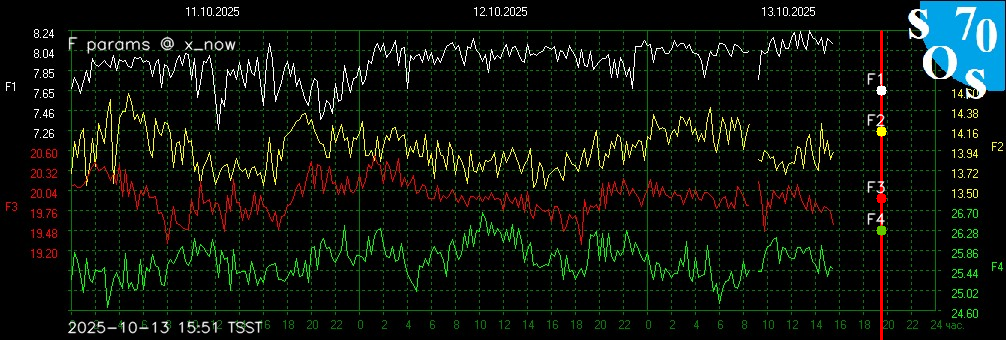 11.10.2025 12.10.2025 13.10.2025
F params @ x_now
8.24
8.04
7.85
7.65
7.46
7.26
F1
20.60
20.32
20.04
19.76
19.48
19.20
F3
F1
F2
F3
F4
14.38
14.16
13.94
13.72
13.50
F2
26.70
26.28
25.86
25.44
25.02
24.60
F4
2025-10-13 15:51 TSST
18 20 22 0 2 4 6 8 10 12 14 16 18 20 22 0 2 4 6 8 10 12 14 16 18 20 22 24 час.
SOS 70